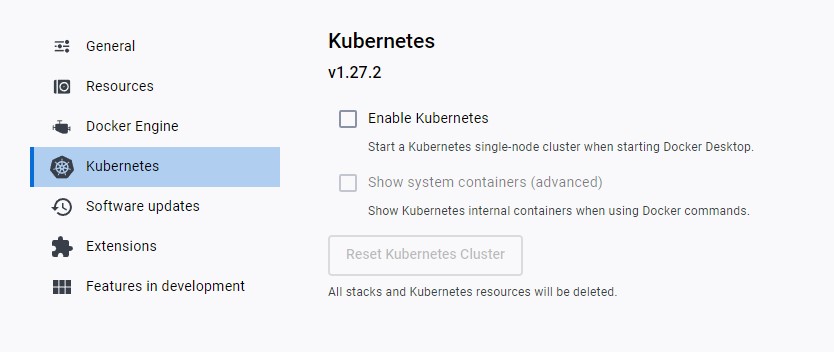 General
Resources
Docker Engine
Kubernetes
Software updates
Extensions
Features in development
Kubernetes
v1.27.2
Enable Kubernetes
Start a Kubernetes single-node cluster when starting Docker Desktop.
Show system containers (advanced)
Show Kubernetes internal containers when using Docker commands.
Reset Kubernetes Cluster
All stacks and Kubernetes resources will be deleted.